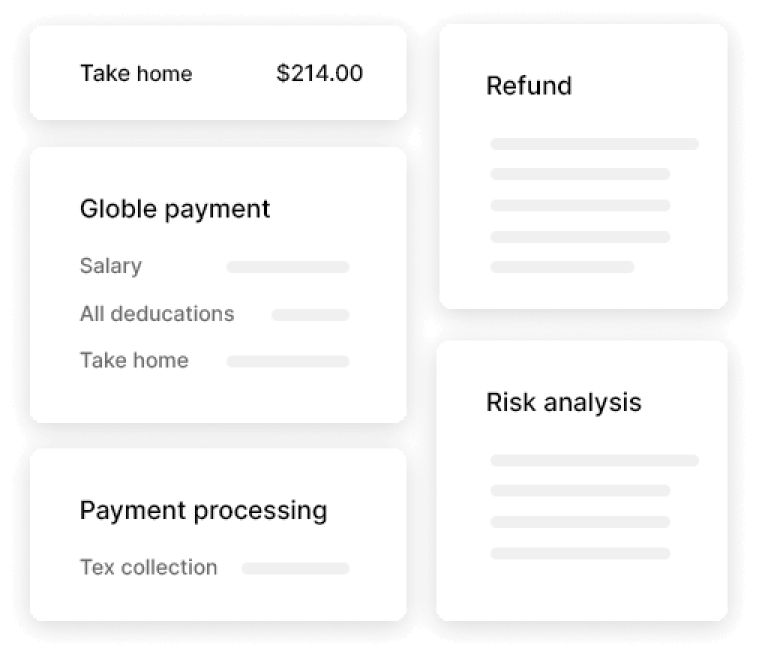 Take home $214.00
Globle payment
Salary
All deducations
Take home
Payment processing
Tex collection
Refund
Risk analysis